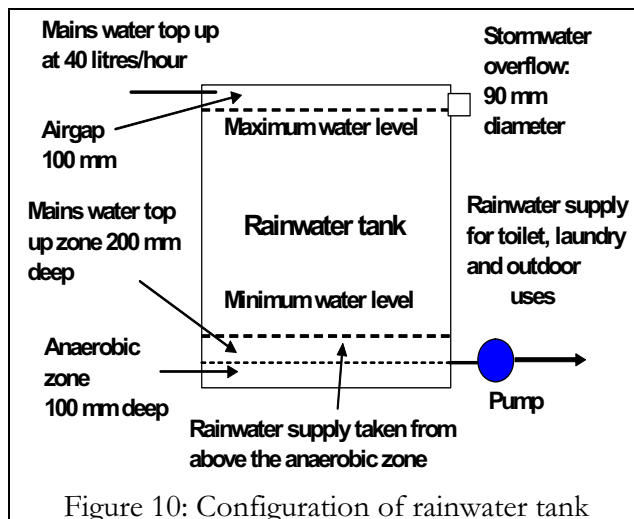 Mains water top up
at 40 litres/hour
Stormwater
overflow:
90 mm
diameter
Airgap
100 mm
Maximum water level
Mains water top
up zone 200 mm
deep
Rainwater tank
Rainwater supply
for toilet, laundry
and outdoor
uses
Minimum water level
Anaerobic
zone
100 mm deep
Pump
Rainwater supply taken from
above the anaerobic zone
Figure 10: Configuration of rainwater tank